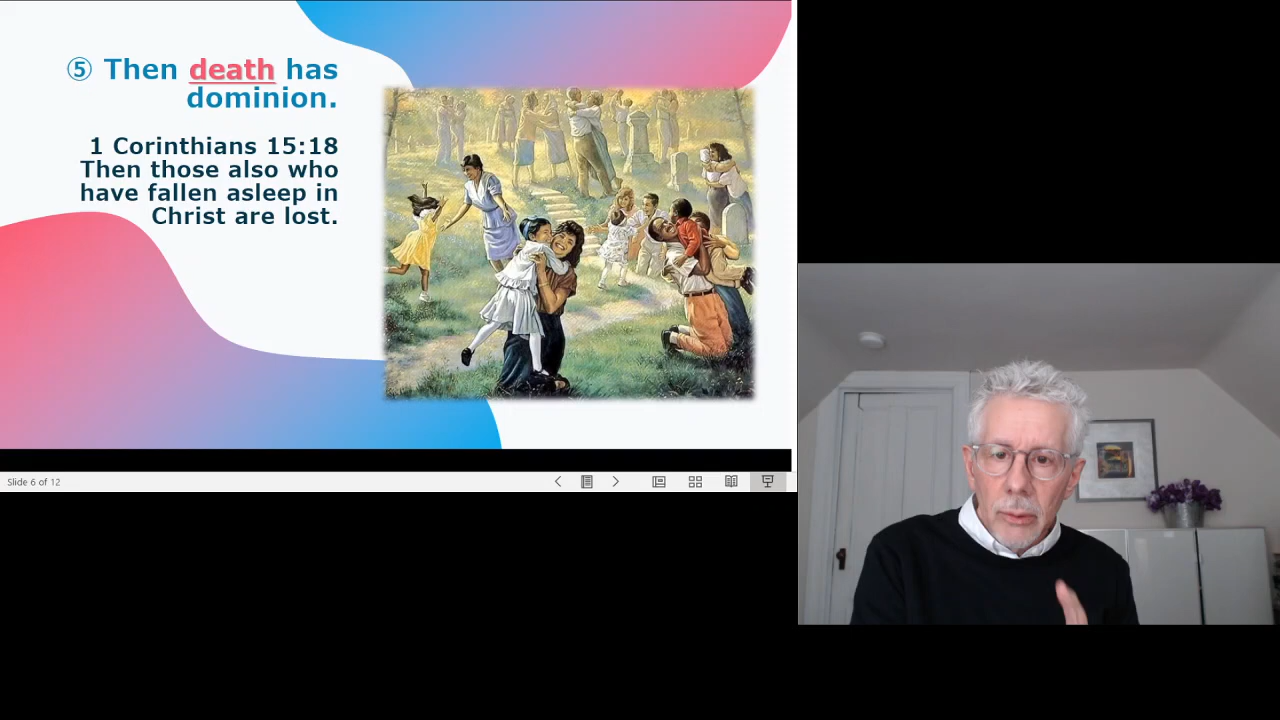 ⑤ Then death has
dominion.
1 Corinthians 15:18
Then those also who
have fallen asleep in
Christ are lost.
Slide 6 of 12